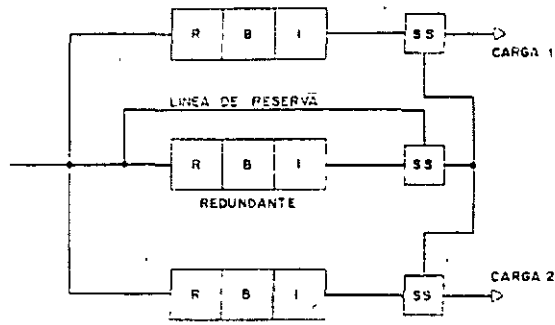 R B I SS
CARGA 1
LINEA DE RESERVA
R B I SS
REDUNDANTE
CARGA 2
R B I SS